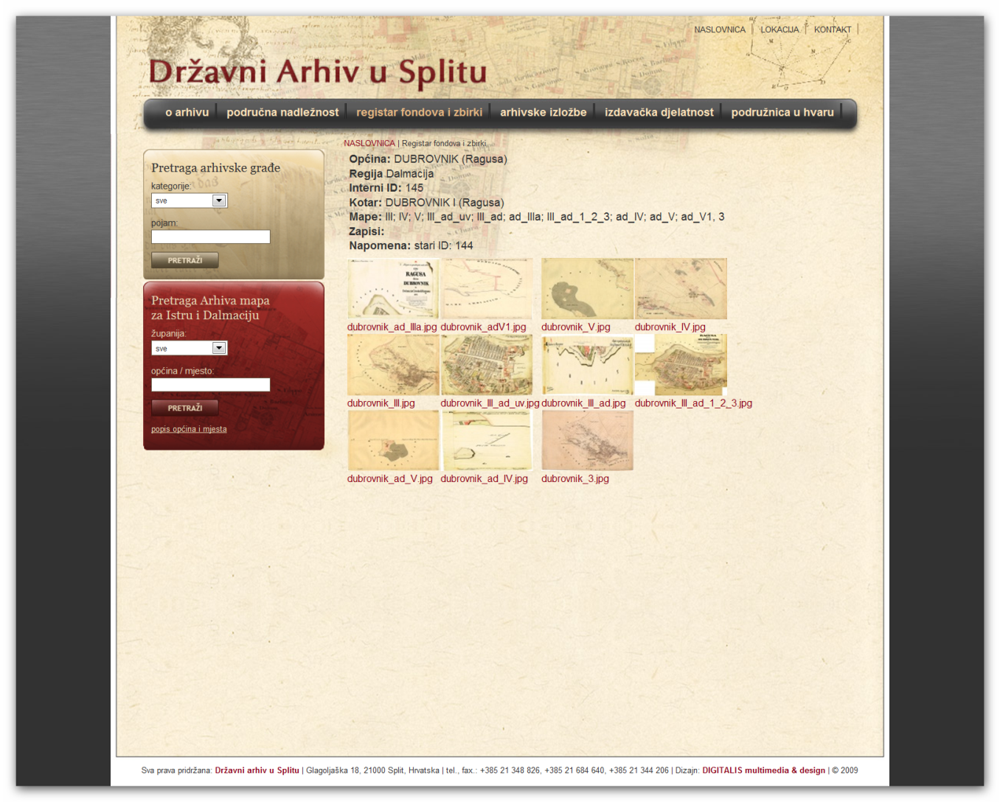 NASLOVNICA | LOKACIJA | KONTAKT |
Državni Arhiv u Splitu
o arhivu
područna nadležnost
registar fondova i zbirki
arhivske izložbe
izdavačka djelatnost
podružnica u hvaru
NASLOVNICA | Registar fondova i zbirki
Pretraga arhivske građe
kategorije:
sve
pojam:
PRETRAŽI
Pretraga Arhiva mapa
za Istru i Dalmaciju
županija:
sve
općina / mjesto:
PRETRAŽI
popis općina i mjesta
Općina: DUBROVNIK (Ragusa)
Regija Dalmacija
Interni ID: 145
Kotar: DUBROVNIK I (Ragusa)
Mape: III; IV; V; III_ad_uv; III_ad; ad_IIIa; III_ad_1_2_3; ad_IV; ad_V; ad_V1, 3
Zapisi:
Napomena: stari ID: 144
RAGUSA
DUBROVNIK
dubrovnik_ad_IIIa.jpg dubrovnik_adV1.jpg dubrovnik_V.jpg dubrovnik_IV.jpg
dubrovnik_III.jpg dubrovnik_III_ad_uv.jpg dubrovnik_III_ad.jpg dubrovnik_III_ad_1_2_3.jpg
dubrovnik_ad_V.jpg dubrovnik_ad_IV.jpg dubrovnik_3.jpg
Sva prava pridržana: Državni arhiv u Splitu | Glagoljaška 18, 21000 Split, Hrvatska | tel., fax.: +385 21 348 826, +385 21 684 640, +385 21 344 206 | Dizajn: DIGITALIS multimedia & design | © 2009